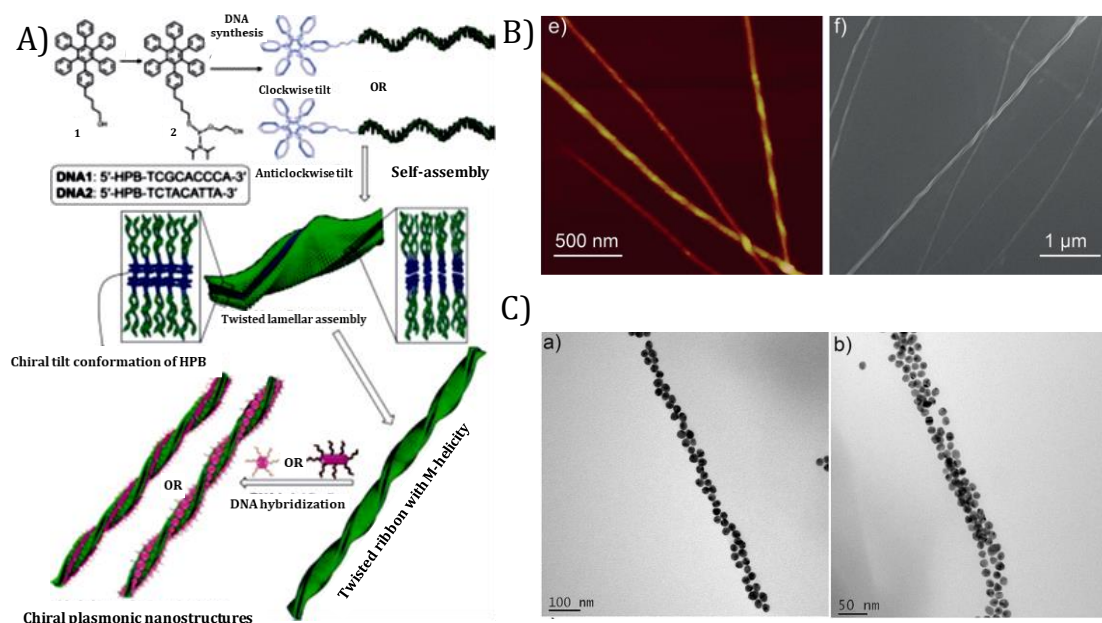 A)
DNA
synthesis
OH
1
2
Clockwise tilt
OR
Anticlockwise tilt
DNA1: 5'-HPB-TCGCACCCA-3'
DNA2: 5'-HPB-TCTACATTA-3'
Self-assembly
Twisted lamellar assembly
Chiral tilt conformation of HPB
OR
OR
DNA hybridization
Twisted ribbon with M-helicity
Chiral plasmonic nanostructures
B)
e)
500 nm
f)
1 µm
C)
a)
100 nm
b)
50 nm